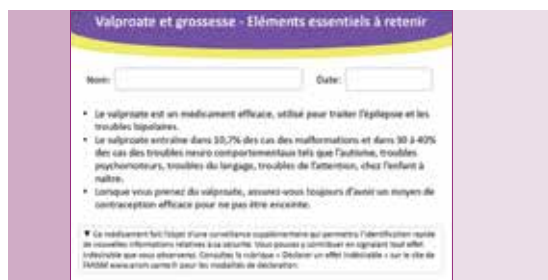 Valproate et grossesse - Eléments essentiels à retenir
Nom:
Date:
• Le valproate est un médicament efficace, utilisé pour traiter l'épilepsie et les
troubles bipolaires.
• Le valproate entraîne dans 10,7% des cas des malformations et dans 30 à 40%
des cas des troubles neuro comportementaux tels que l'autisme, troubles
psychomoteurs, troubles du langage, troubles de l'attention, chez l'enfant à
naître.
• Lorsque vous prenez du valproate, assurez-vous toujours d'avoir un moyen de
contraception efficace pour ne pas être enceinte.
▼ Ce médicament fait l'objet d'une surveillance supplémentaire qui permettra l'identification rapide
de nouvelles informations relatives à la sécurité. Vous pouvez y contribuer en signalant tout effet
indésirable que vous observez. Consultez la rubrique « Déclarer un effet indésirable » sur le site de
l'ANSM www.ansm.sante.fr pour les modalités de déclaration.